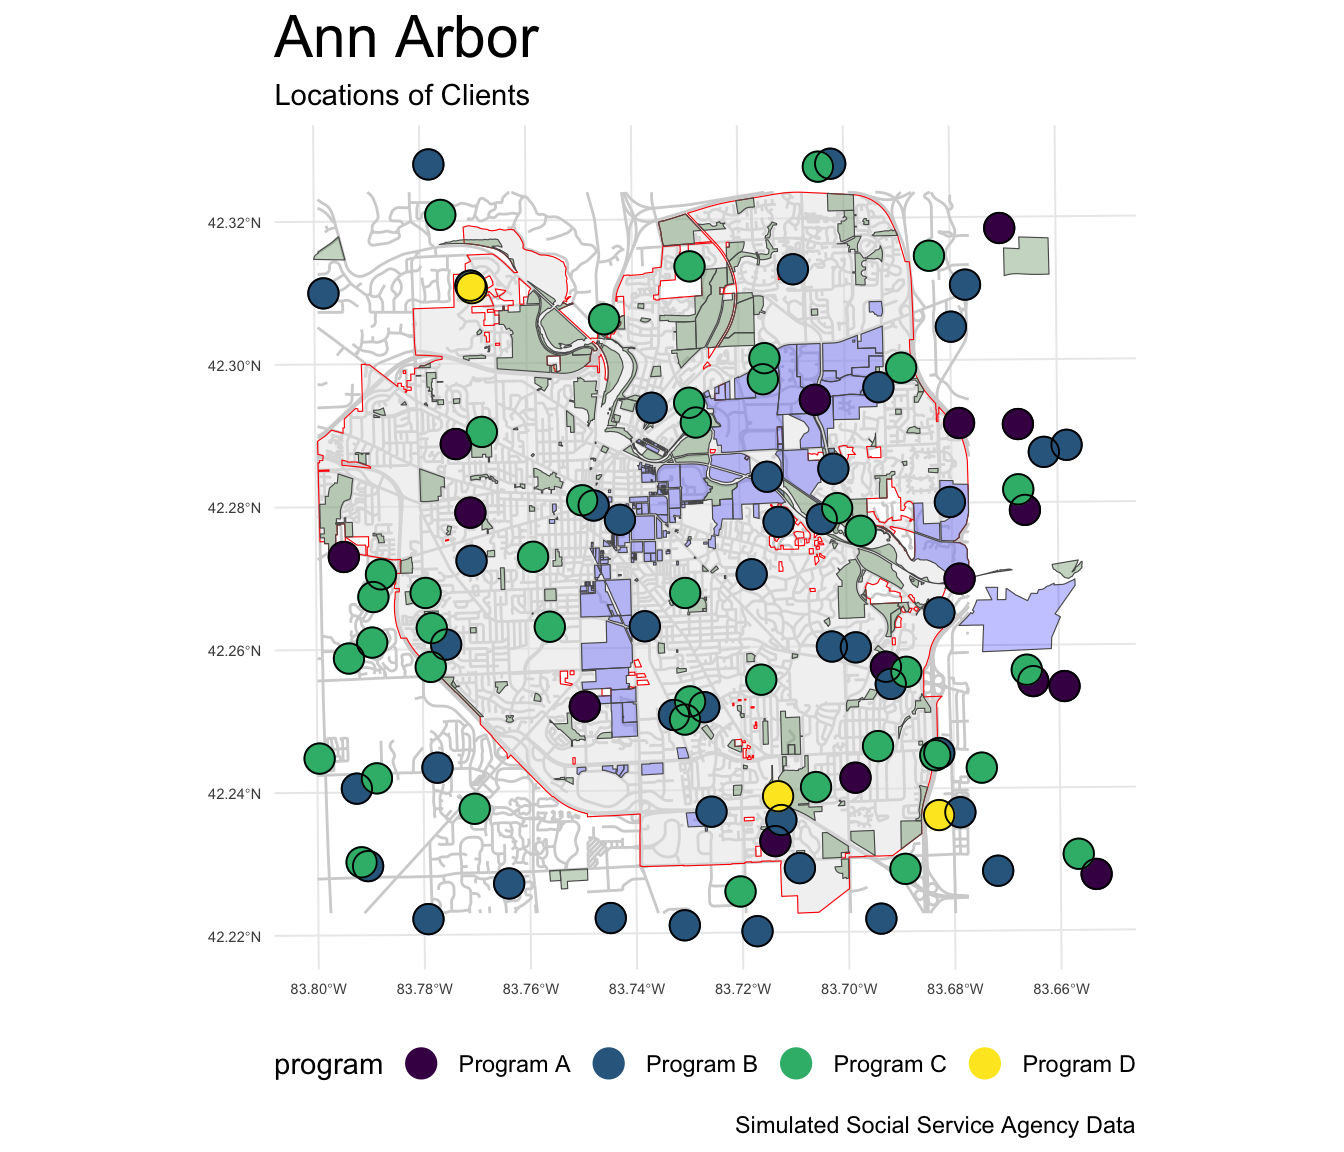 Ann Arbor
Locations of Clients
42.32°N
42.30°N
42.28°N
42.26°N
42.24°N
42.22°N
83.80°W 83.78°W 83.76°W 83.74°W 83.72°W 83.70°W 83.68°W 83.66°W
program Program A Program B Program C Program D
Simulated Social Service Agency Data